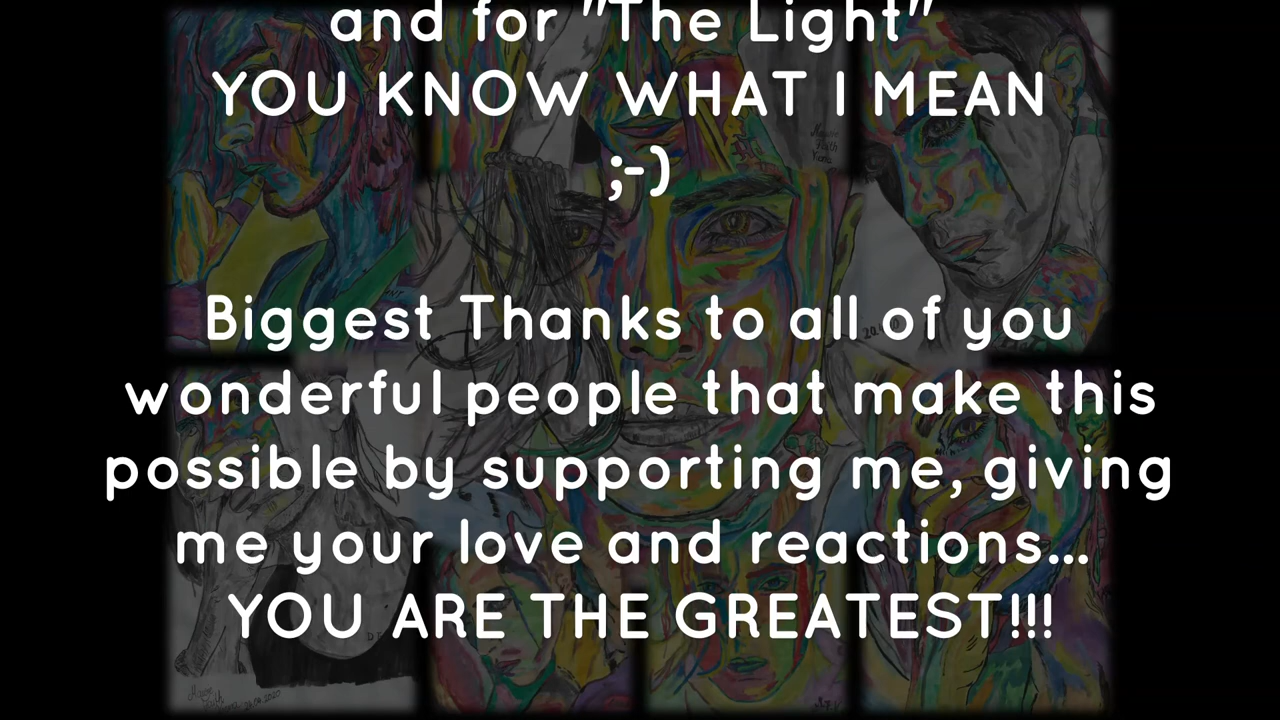 and for "The Light"
YOU KNOW WHAT I MEAN
;-)
Biggest Thanks to all of you
wonderful people that make this
possible by supporting me, giving
me your love and reactions...
YOU ARE THE GREATEST!!!